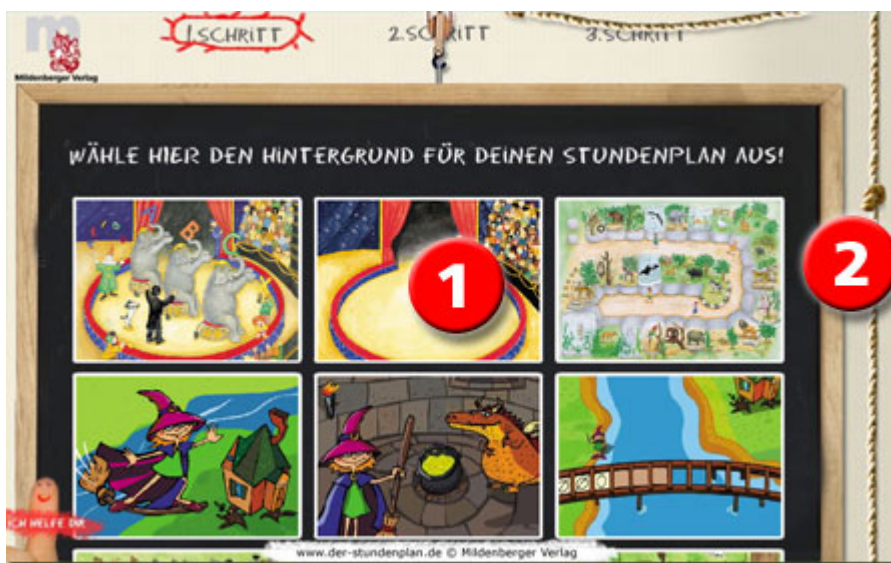 1.SCHRITT 2.SCHRITT 3.SCHRITT
m
Mildenberger Verlag
WÄHLE HIER DEN HINTERGRUND FÜR DEINEN STUNDENPLAN AUS!
1
2
ICH HELFE DIR
www.der-stundenplan.de © Mildenberger Verlag